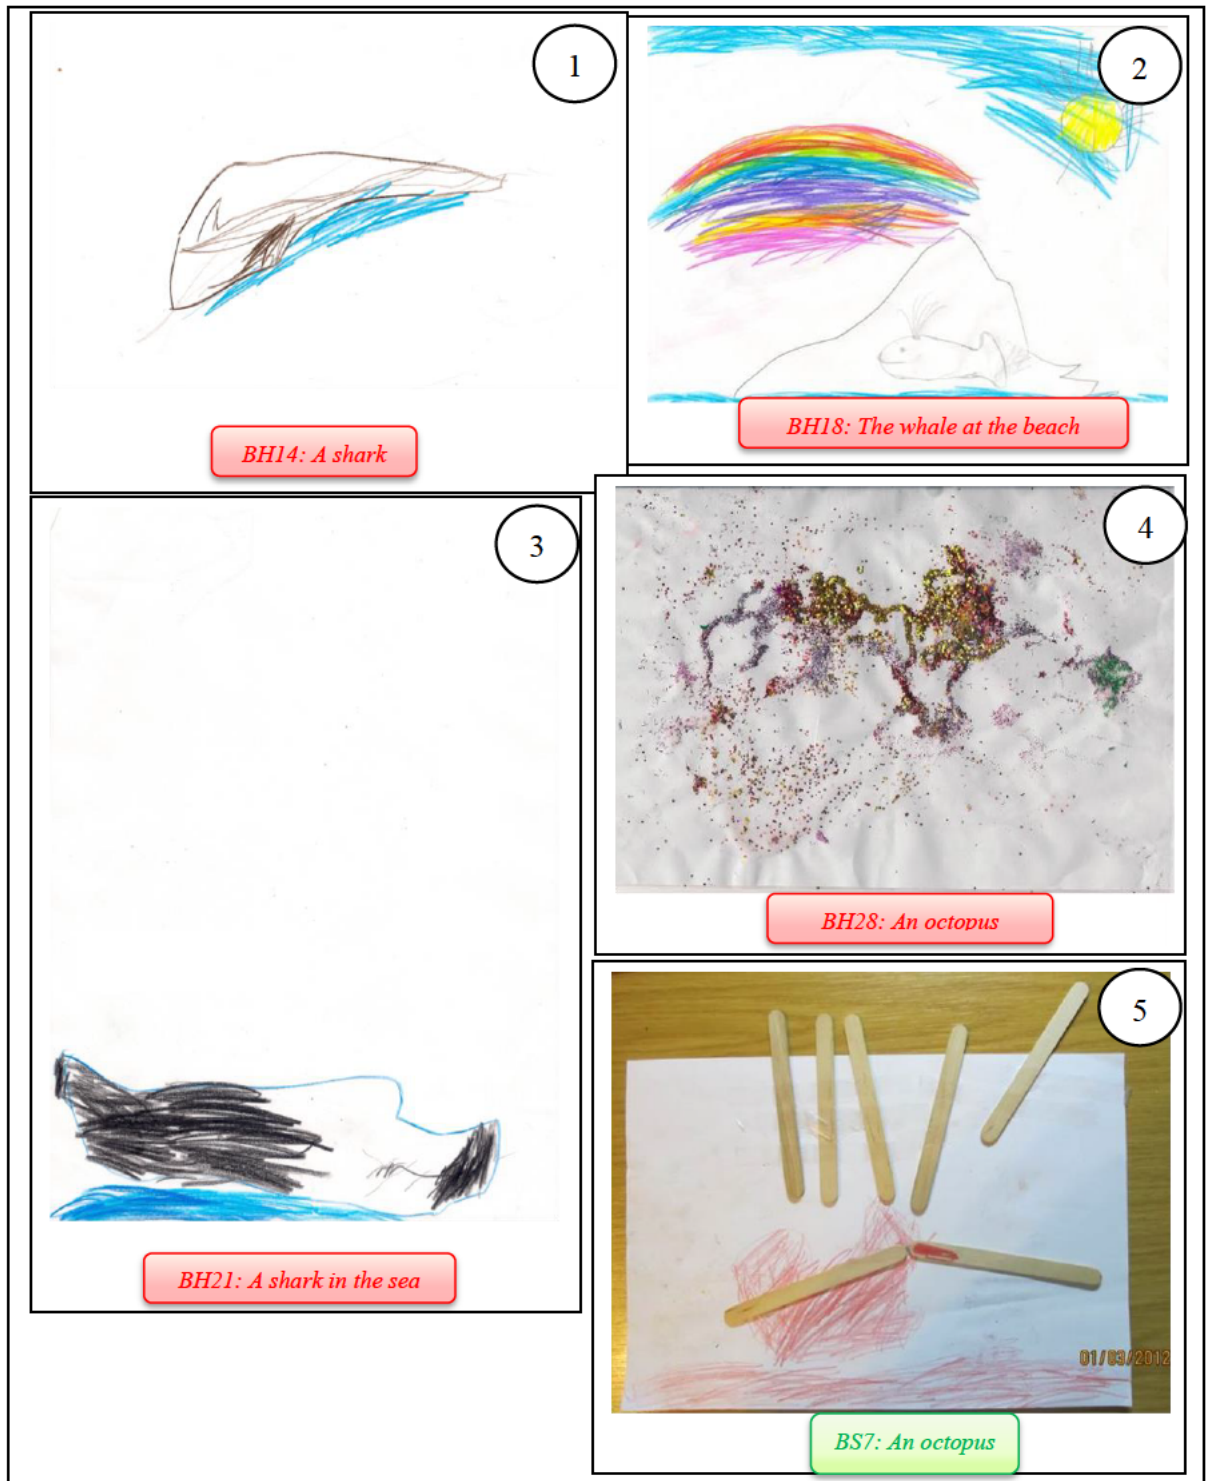 1
2
BH14: A shark
BH18: The whale at the beach
3
4
BH21: A shark in the sea
BH28: An octopus
5
01/03/2012
BS7: An octopus